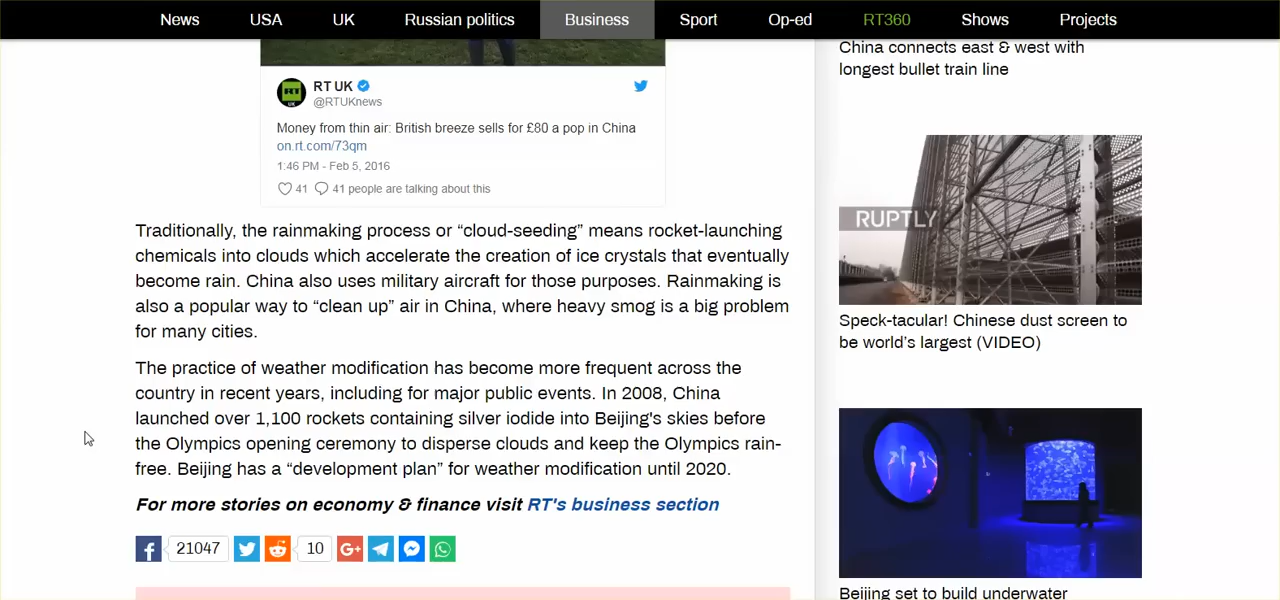 News USA UK Russian politics Business Sport Op-ed RT360 Shows Projects
RT UK
@RTUKnews
Money from thin air: British breeze sells for £80 a pop in China
on.rt.com/73qm
1:46 PM - Feb 5, 2016
41 41 people are talking about this
Traditionally, the rainmaking process or “cloud-seeding” means rocket-launching
chemicals into clouds which accelerate the creation of ice crystals that eventually
become rain. China also uses military aircraft for those purposes. Rainmaking is
also a popular way to “clean up” air in China, where heavy smog is a big problem
for many cities.
The practice of weather modification has become more frequent across the
country in recent years, including for major public events. In 2008, China
launched over 1,100 rockets containing silver iodide into Beijing's skies before
the Olympics opening ceremony to disperse clouds and keep the Olympics rain-
free. Beijing has a “development plan” for weather modification until 2020.
For more stories on economy & finance visit RT's business section
21047 10
China connects east & west with
longest bullet train line
RUPTLY
Speck-tacular! Chinese dust screen to
be world’s largest (VIDEO)
Beijing set to build underwater